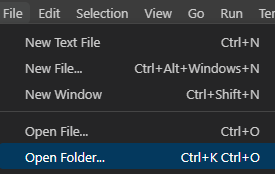 File Edit Selection View Go Run Ter
New Text File Ctrl+N
New File... Ctrl+Alt+Windows+N
New Window Ctrl+Shift+N
Open File... Ctrl+O
Open Folder... Ctrl+K Ctrl+O